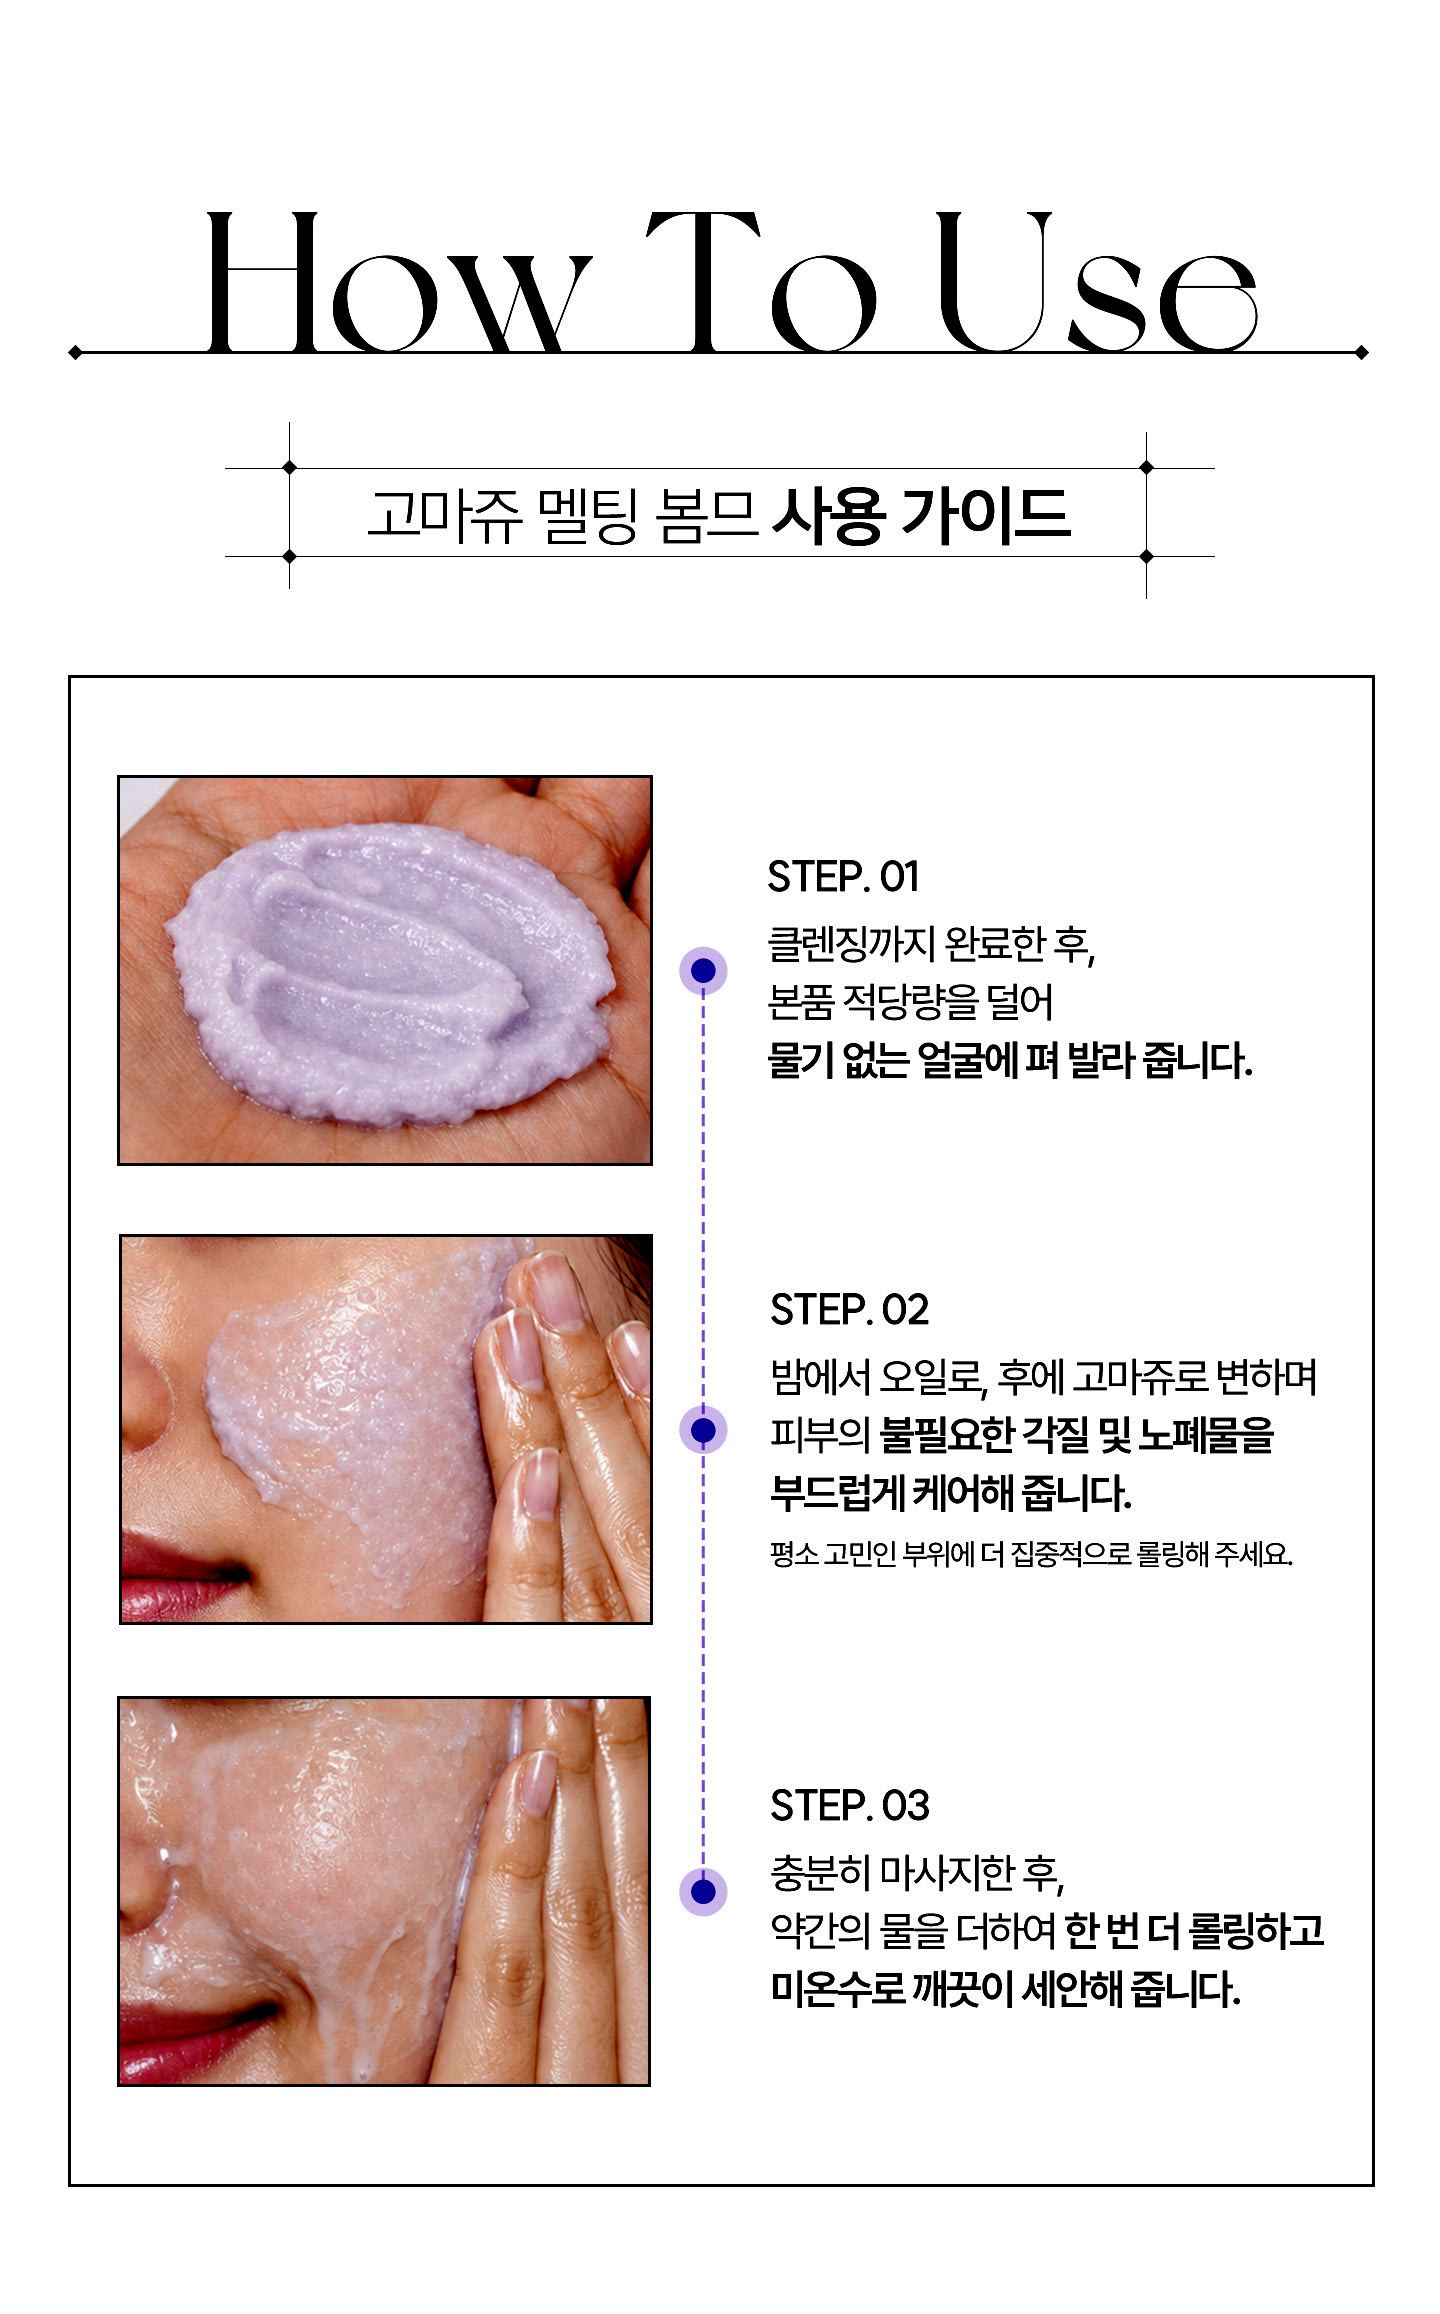 How To Use
고마쥬 멜팅 봄므 사용 가이드
STEP. 01
클렌징까지 완료한 후,
본품 적당량을 덜어
물기 없는 얼굴에 펴 발라 줍니다.
STEP. 02
밤에서 오일로, 후에 고마쥬로 변하며
피부의 불필요한 각질 및 노폐물을
부드럽게 케어해 줍니다.
평소 고민인 부위에 더 집중적으로 롤링해 주세요.
STEP. 03
충분히 마사지한 후,
약간의 물을 더하여 한 번 더 롤링하고
미온수로 깨끗이 세안해 줍니다.